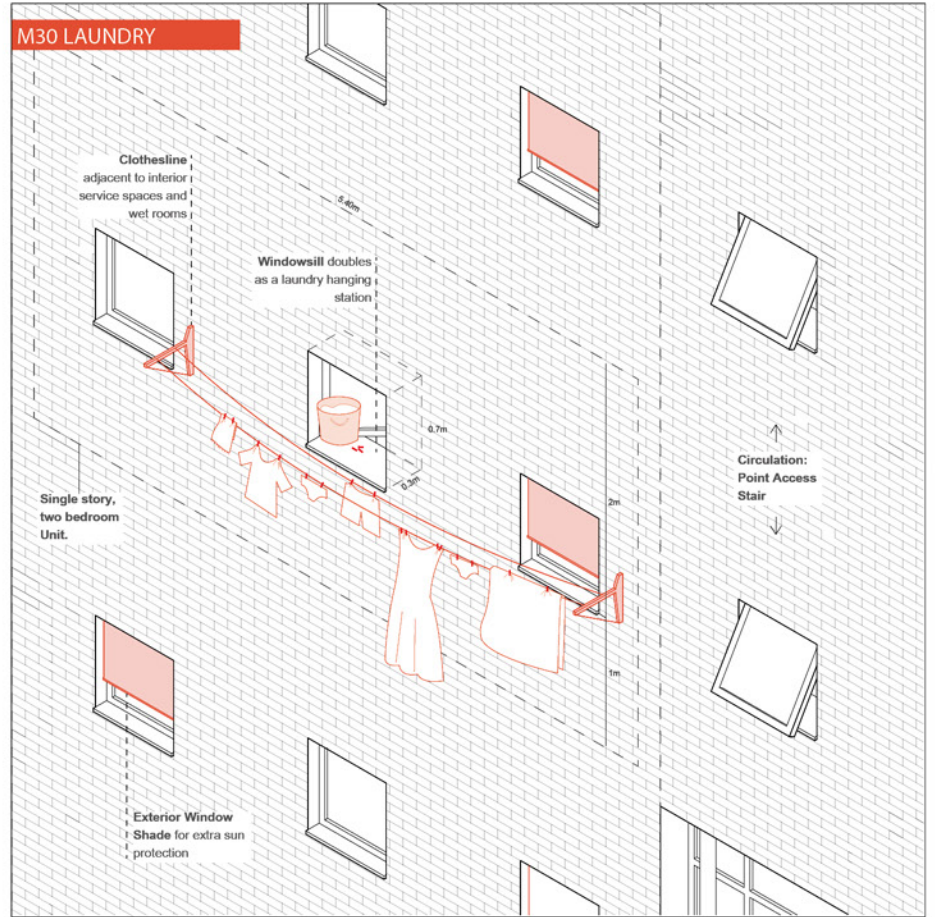 M30 LAUNDRY
Clothesline
adjacent to interior
service spaces and
wet rooms
5.40m
Windowsill doubles
as a laundry hanging
station
0.7m
0.3m
2m
Circulation:
Point Access
Stair
Single story,
two bedroom
Unit.
1m
Exterior Window
Shade for extra sun
protection